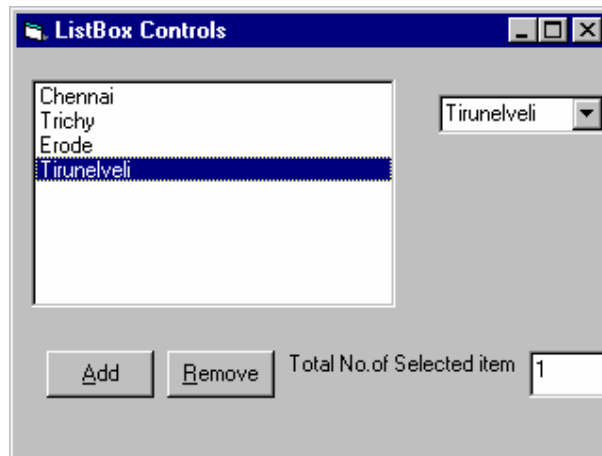 ListBox Controls
Chennai
Trichy
Erode
Tirunelveli
Tirunelveli
Add
Remove
Total No.of Selected item
1